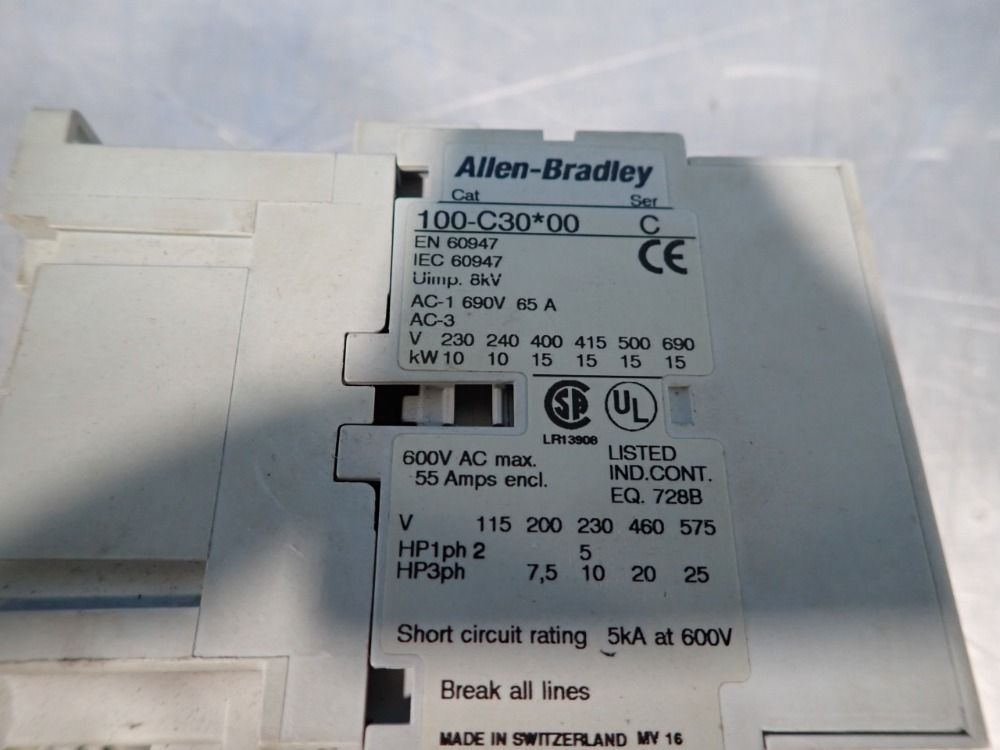 Allen-Bradley
Cat Ser
100-C30*00 C
EN 60947
IEC 60947
CE
Uimp. 8kV
AC-1 690V 65 A
AC-3
V 230 240 400 415 500 690
kW 10 10 15 15 15 15
SA UL
LR13908
600V AC max. LISTED
55 Amps encl. IND.CONT.
EQ. 728B
V 115 200 230 460 575
HP1ph 2 5
HP3ph 7,5 10 20 25
Short circuit rating 5kA at 600V
Break all lines
MADE IN SWITZERLAND MV 16